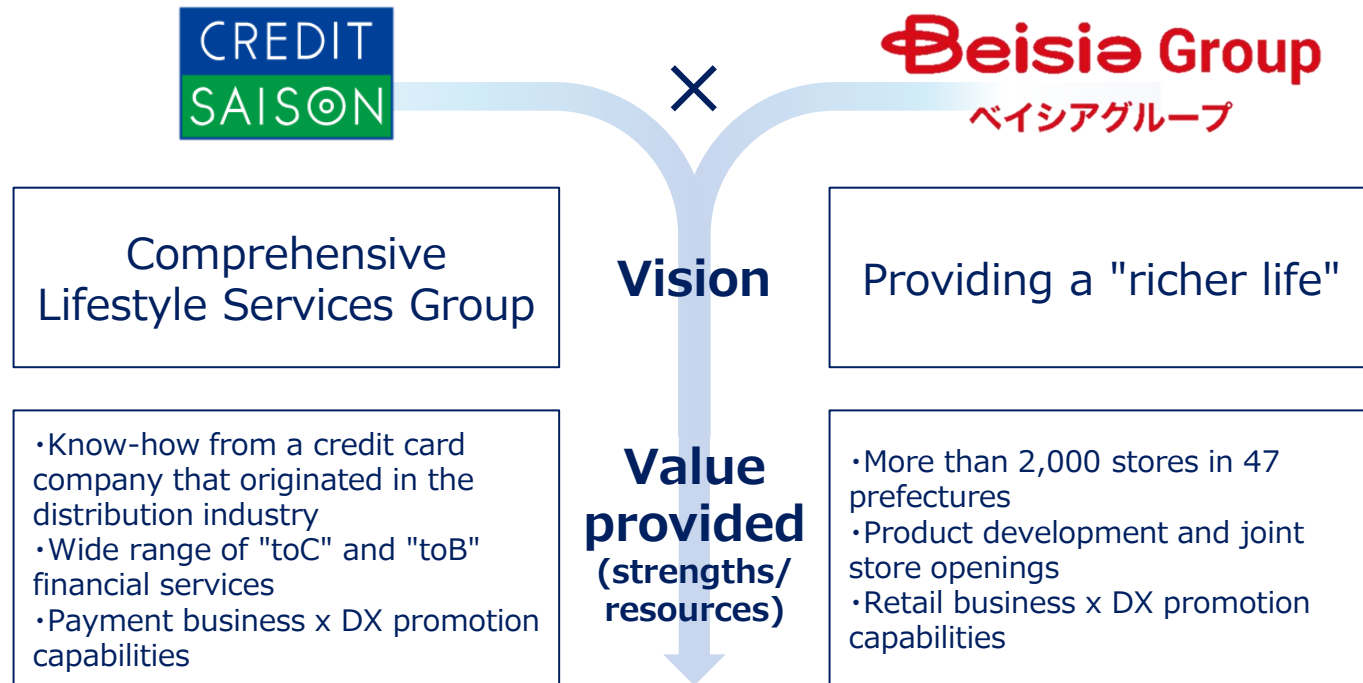 CREDIT
SAISON
×
Beisia Group
ベイシアグループ
Comprehensive
Lifestyle Services Group
Vision
Providing a "richer life"
・Know-how from a credit card
company that originated in the
distribution industry
・Wide range of "toC" and "toB"
financial services
・Payment business x DX promotion
capabilities
Value
provided
(strengths/
resources)
・More than 2,000 stores in 47
prefectures
・Product development and joint
store openings
・Retail business x DX promotion
capabilities